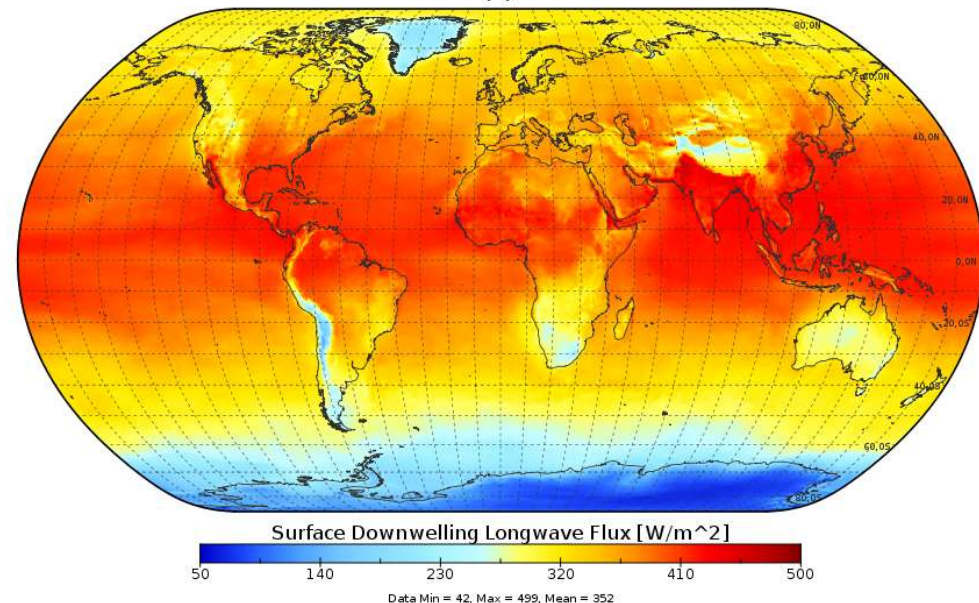 80.0N
60.0N
40.0N
20.0N
0.0N
20.0S
40.0S
60.0S
80.0S
Surface Downwelling Longwave Flux [W/m^2]
50 140 230 320 410 500
Data Min = 42, Max = 499, Mean = 352